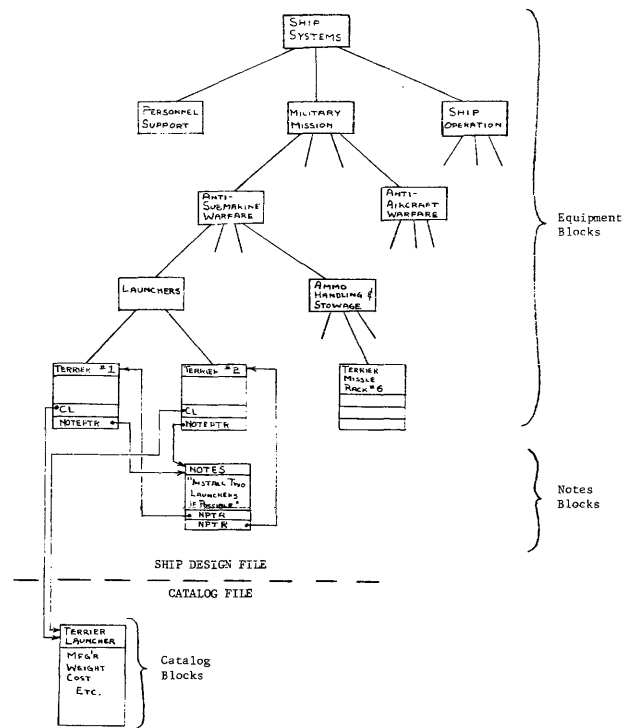 SHIP
SYSTEMS
PERSONNEL
SUPPORT
MILITARY
MISSION
SHIP
OPERATION
ANTI-
SUBMARINE
WARFARE
ANTI-
AIRCRAFT
WARFARE
Equipment
Blocks
LAUNCHERS
AMMO
HANDLING &
STOWAGE
TERRIER #1
CL
NOTEPTR
TERRIER #2
CL
NOTEPTR
TERRIER
MISSLE
RACK #6
NOTES
"INSTALL TWO
LAUNCHERS
IF POSSIBLE"
NPTR
NPTR
Notes
Blocks
SHIP DESIGN FILE
CATALOG FILE
TERRIER
LAUNCHER
MFG'R
WEIGHT
COST
ETC.
Catalog
Blocks